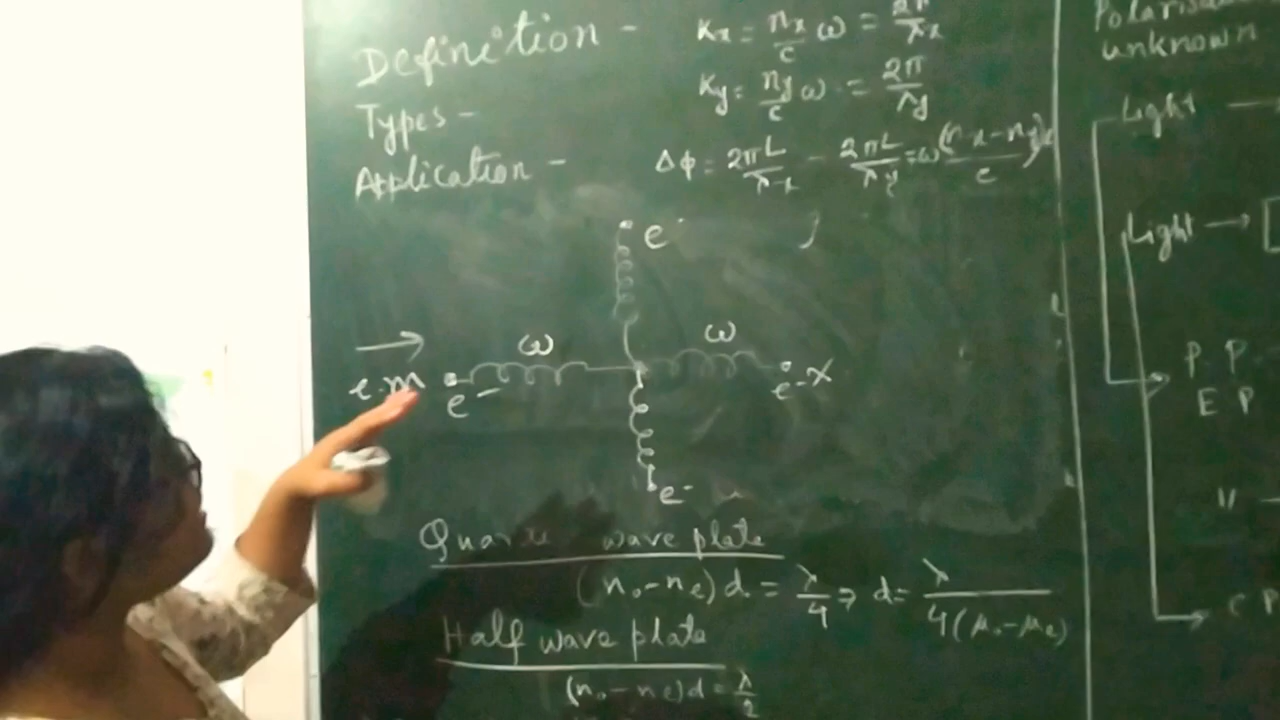 Definition -
Types -
Application -
Kx = nx/c ω = 2π/λx
Ky = ny/c ω = 2π/λy
Δφ = 2πL/λx - 2πL/λy = ω(nx-ny)/c
e-
ω
ω
e.m
e-
e-
x
e-
wave plate
(no-ne)d = λ/4 ⇒ d = λ/4(μo-μe)
Half wave plate
(no-ne)d = λ/2
unknown
Light
Light →
P P
E P
"
C P